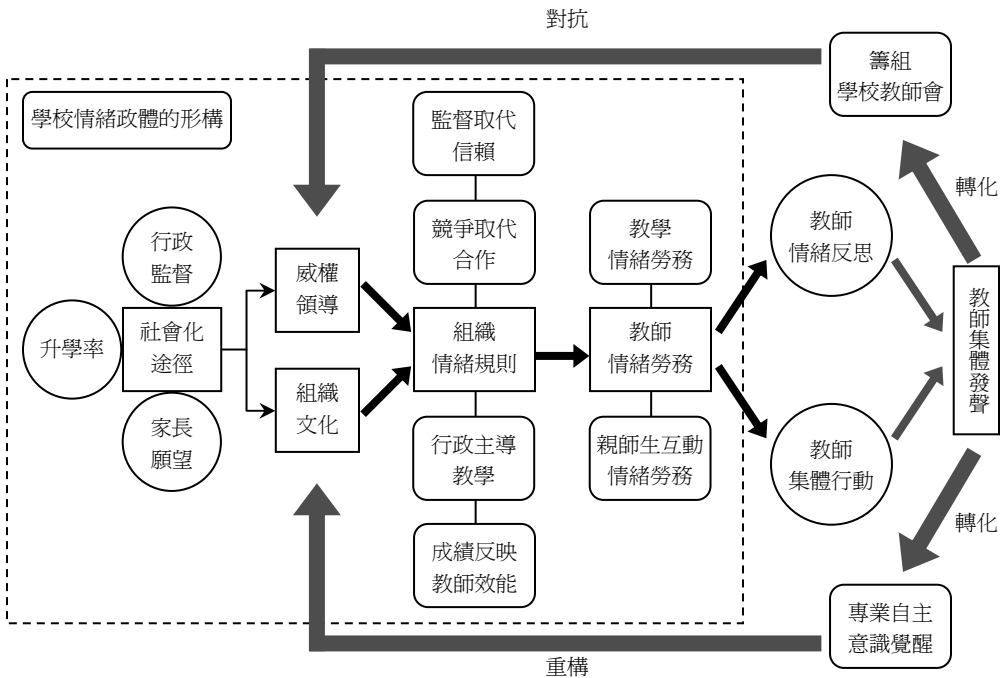 對抗
籌組
學校教師會
學校情緒政體的形構
監督取代
信賴
轉化
行政
監督
競爭取代
合作
教學
情緒勞務
教師
情緒反思
威權
領導
升學率
社會化
途徑
組織
情緒規則
教師
情緒勞務
教師集體發聲
組織
文化
家長
願望
行政主導
教學
親師生互動
情緒勞務
教師
集體行動
轉化
成績反映
教師效能
專業自主
意識覺醒
重構